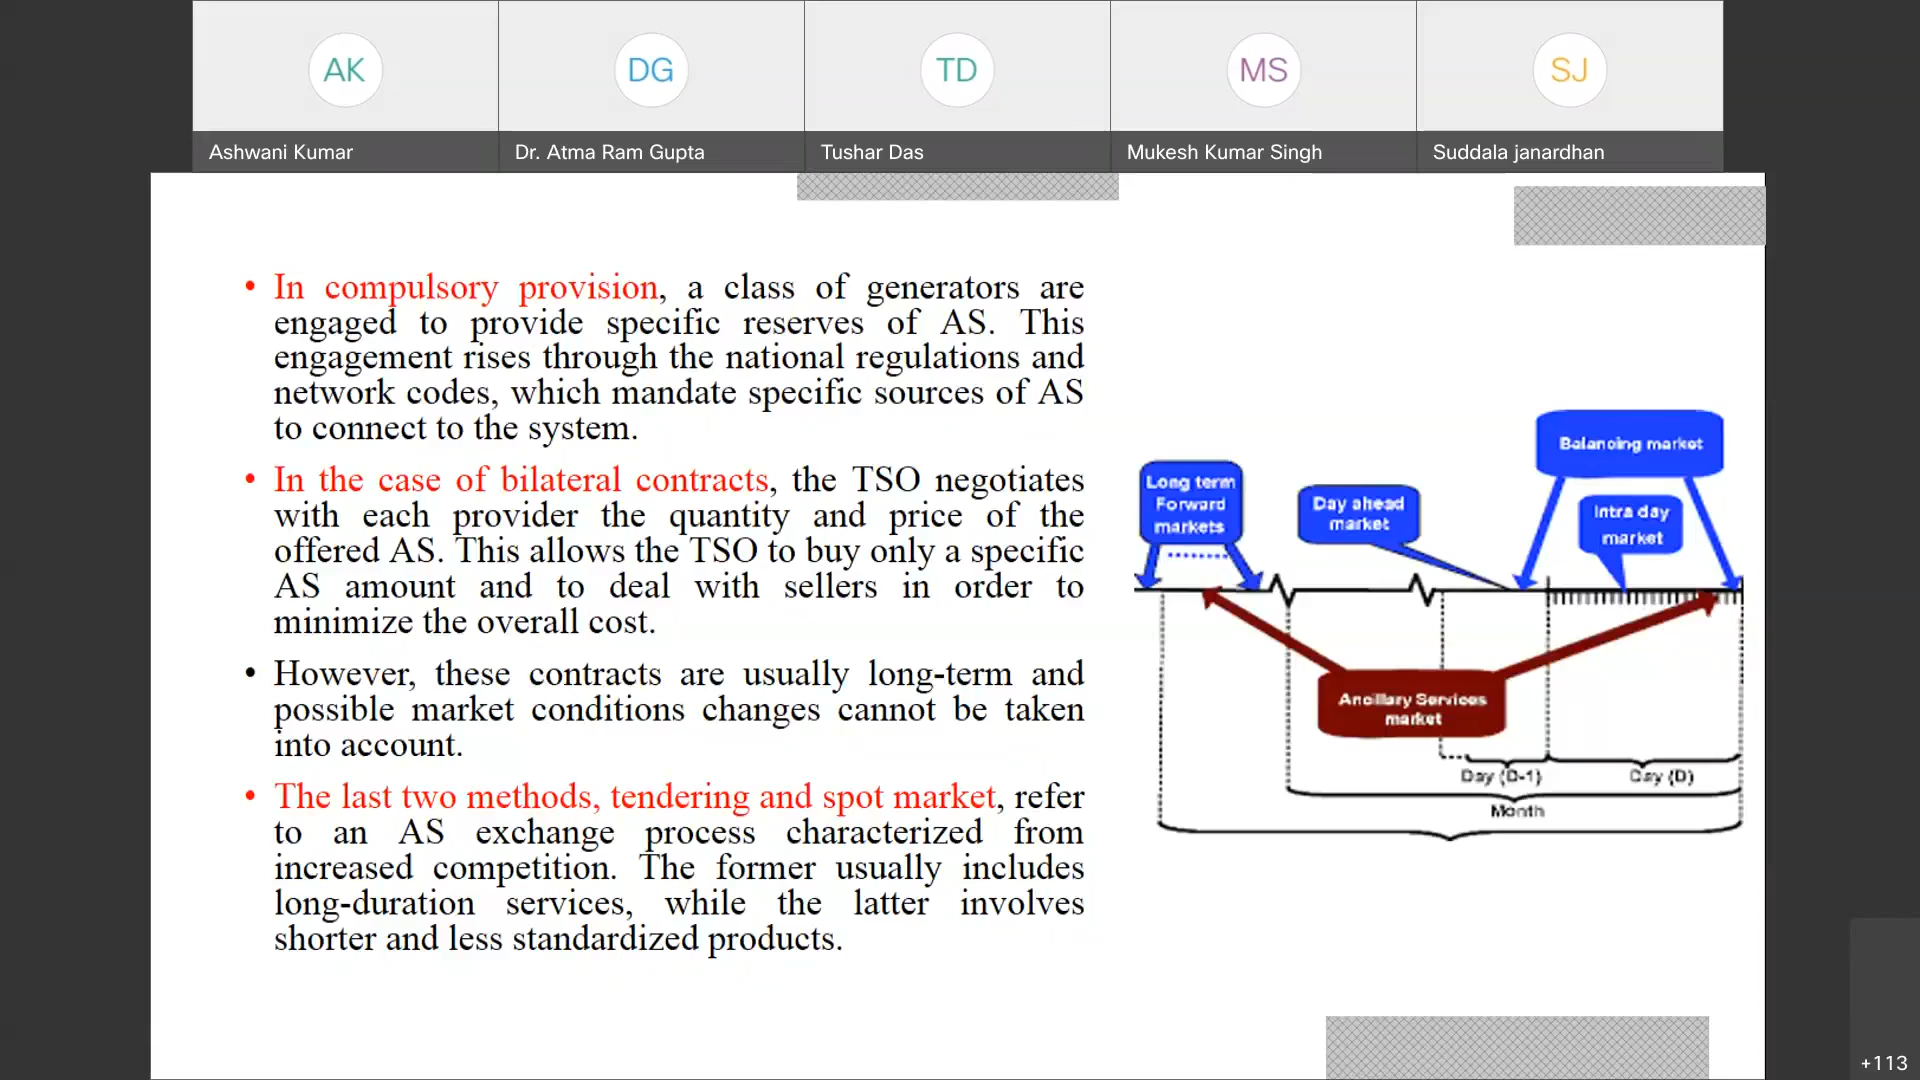 AK
DG
TD
MS
SJ
Ashwani Kumar
Dr. Atma Ram Gupta
Tushar Das
Mukesh Kumar Singh
Suddala janardhan
• In compulsory provision, a class of generators are
engaged to provide specific reserves of AS. This
engagement rises through the national regulations and
network codes, which mandate specific sources of AS
to connect to the system.
• In the case of bilateral contracts, the TSO negotiates
with each provider the quantity and price of the
offered AS. This allows the TSO to buy only a specific
AS amount and to deal with sellers in order to
minimize the overall cost.
• However, these contracts are usually long-term and
possible market conditions changes cannot be taken
into account.
• The last two methods, tendering and spot market, refer
to an AS exchange process characterized from
increased competition. The former usually includes
long-duration services, while the latter involves
shorter and less standardized products.
Balancing market
Long term
Forward
markets
Day ahead
market
Intra day
market
Ancillary Services
market
Day (D-1)
Day (D)
Month
+113